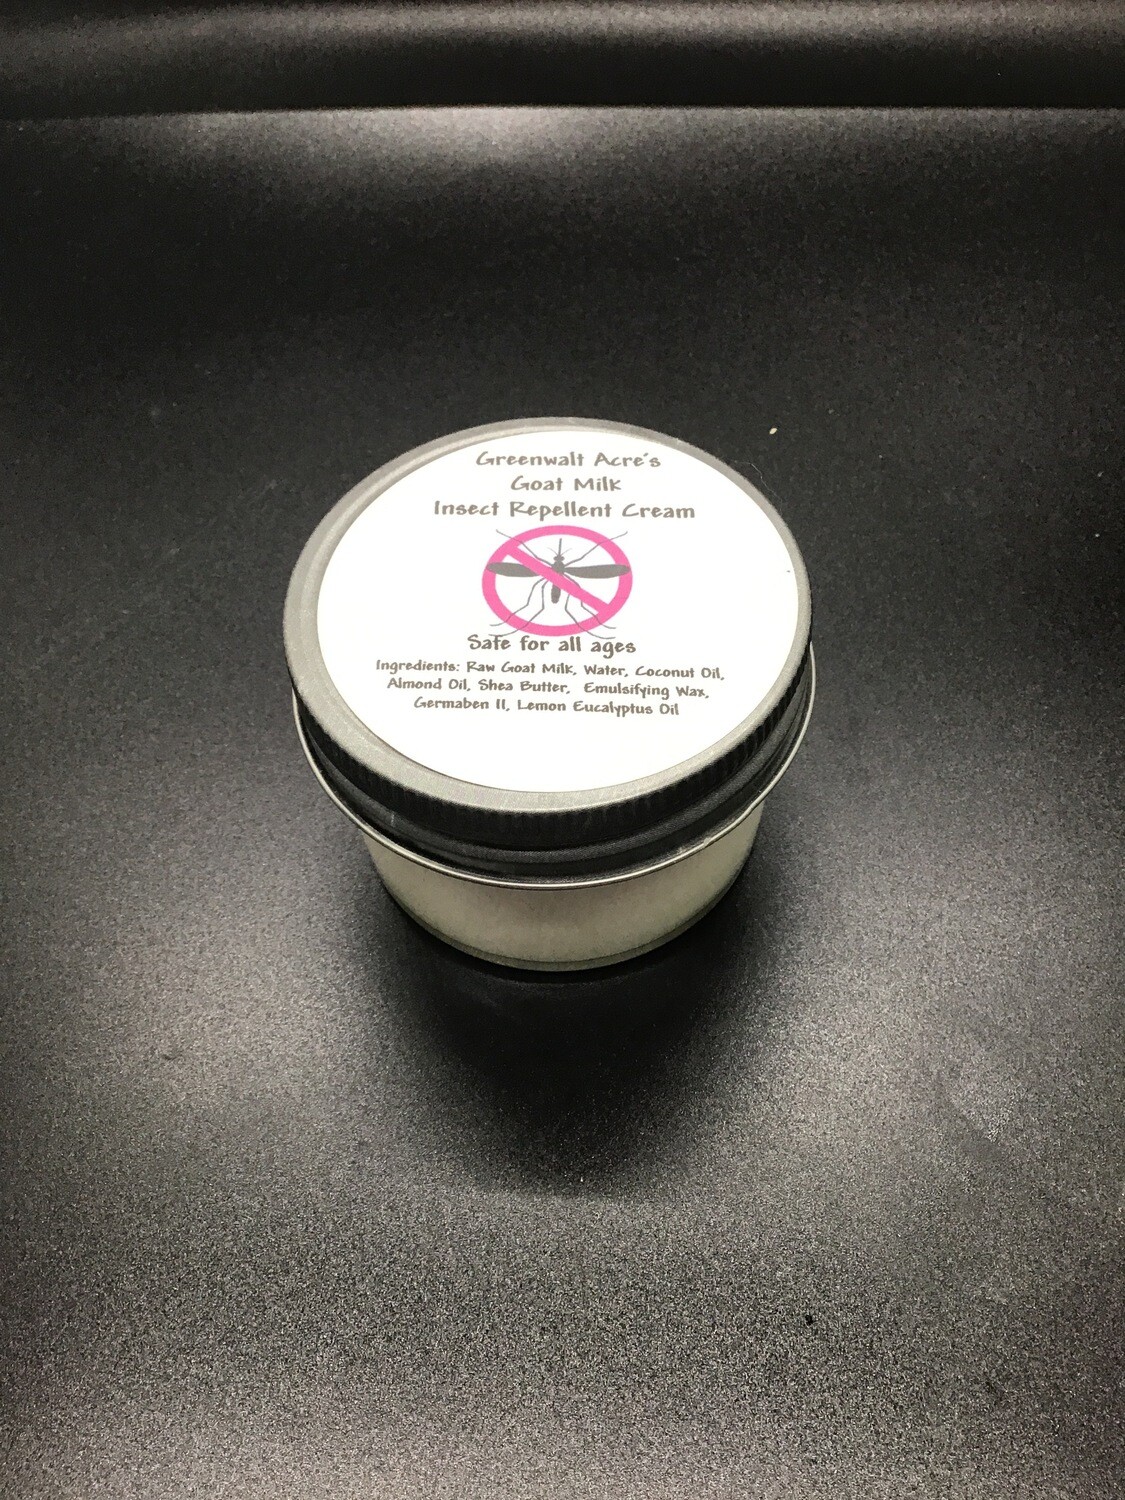 Greenwalt Acre's
Goat Milk
Insect Repellent Cream
Safe for all ages
Ingredients: Raw Goat Milk, Water, Coconut Oil,
Almond Oil, Shea Butter, Emulsifying Wax,
Germaben II, Lemon Eucalyptus Oil